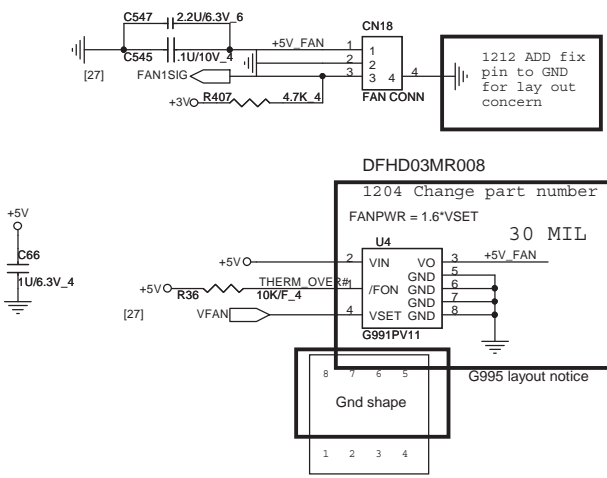 C547 2.2U/6.3V_6
C545 .1U/10V_4
+5V_FAN
CN18
1 1
2 2
3 3 4 4
FAN CONN
[27] FAN1SIG
+3V R407 4.7K_4
1212 ADD fix
pin to GND
for lay out
concern
DFHD03MR008
1204 Change part number
FANPWR = 1.6*VSET
30 MIL
U4
+5V
C66
1U/6.3V_4
+5V 2 VIN VO 3 +5V_FAN
GND 5
+5V R36 10K/F_4 THERM_OVER# 1 /FON GND 6
GND 7
[27] VFAN 4 VSET GND 8
G991PV11
G995 layout notice
8 7 6 5
Gnd shape
1 2 3 4